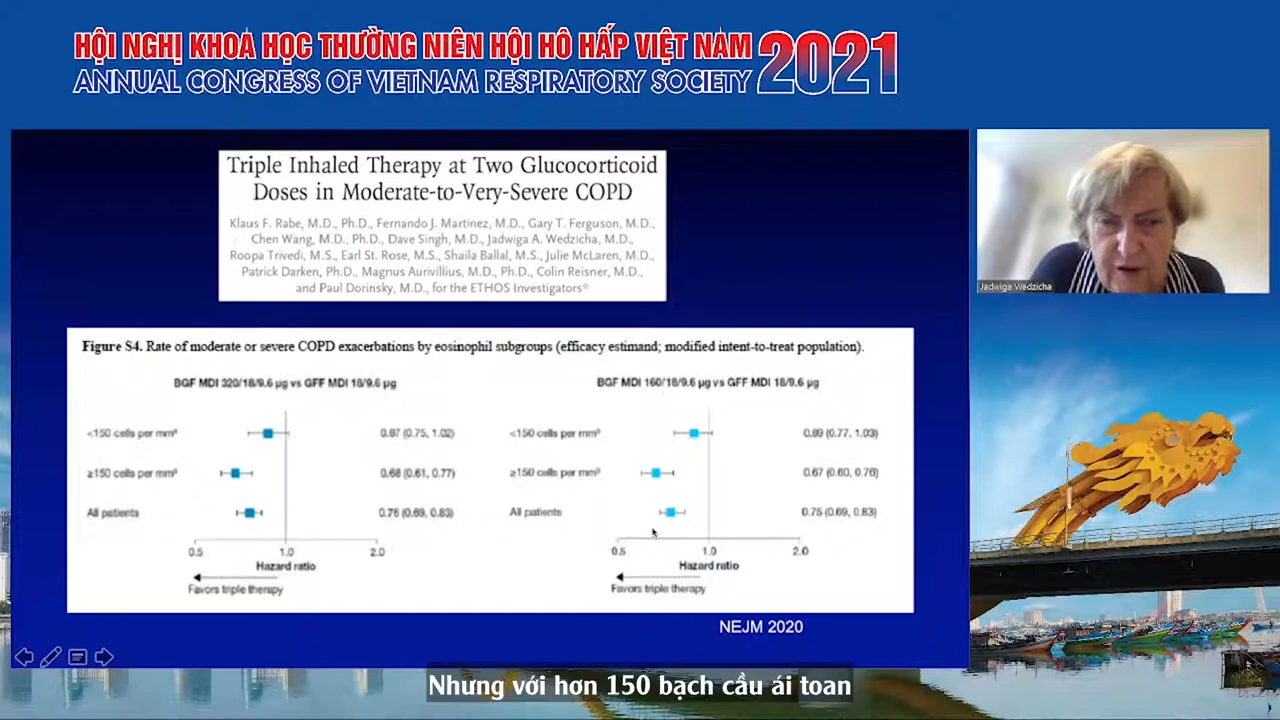 HỘI NGHỊ KHOA HỌC THƯỜNG NIÊN HỘI HÔ HẤP VIỆT NAM 2021
ANNUAL CONGRESS OF VIETNAM RESPIRATORY SOCIETY
Triple Inhaled Therapy at Two Glucocorticoid
Doses in Moderate-to-Very-Severe COPD
Klaus F. Rabe, M.D., Ph.D., Fernando J. Martinez, M.D., Gary T. Ferguson, M.D.,
Chen Wang, M.D., Ph.D., Dave Singh, M.D., Jadwiga A. Wedzicha, M.D.,
Roopa Trivedi, M.S., Earl St. Rose, M.S., Shaila Ballal, M.S., Julie McLaren, M.D.,
Patrick Darken, Ph.D., Magnus Aurivillius, M.D., Ph.D., Colin Reisner, M.D.,
and Paul Dorinsky, M.D., for the ETHOS Investigators*
Jadwiga Wedzicha
Figure S4. Rate of moderate or severe COPD exacerbations by eosinophil subgroups (efficacy estimand; modified intent-to-treat population).
BGF MDI 320/18/9.6 µg vs GFF MDI 18/9.6 µg
<150 cells per mm³ 0.87 (0.75, 1.02)
≥150 cells per mm³ 0.68 (0.61, 0.77)
All patients 0.76 (0.69, 0.83)
0.5 1.0 2.0
Hazard ratio
Favors triple therapy
BGF MDI 160/18/9.6 µg vs GFF MDI 18/9.6 µg
<150 cells per mm³ 0.89 (0.77, 1.03)
≥150 cells per mm³ 0.67 (0.60, 0.76)
All patients 0.75 (0.69, 0.83)
0.5 1.0 2.0
Hazard ratio
Favors triple therapy
NEJM 2020
Nhưng với hơn 150 bạch cầu ái toan